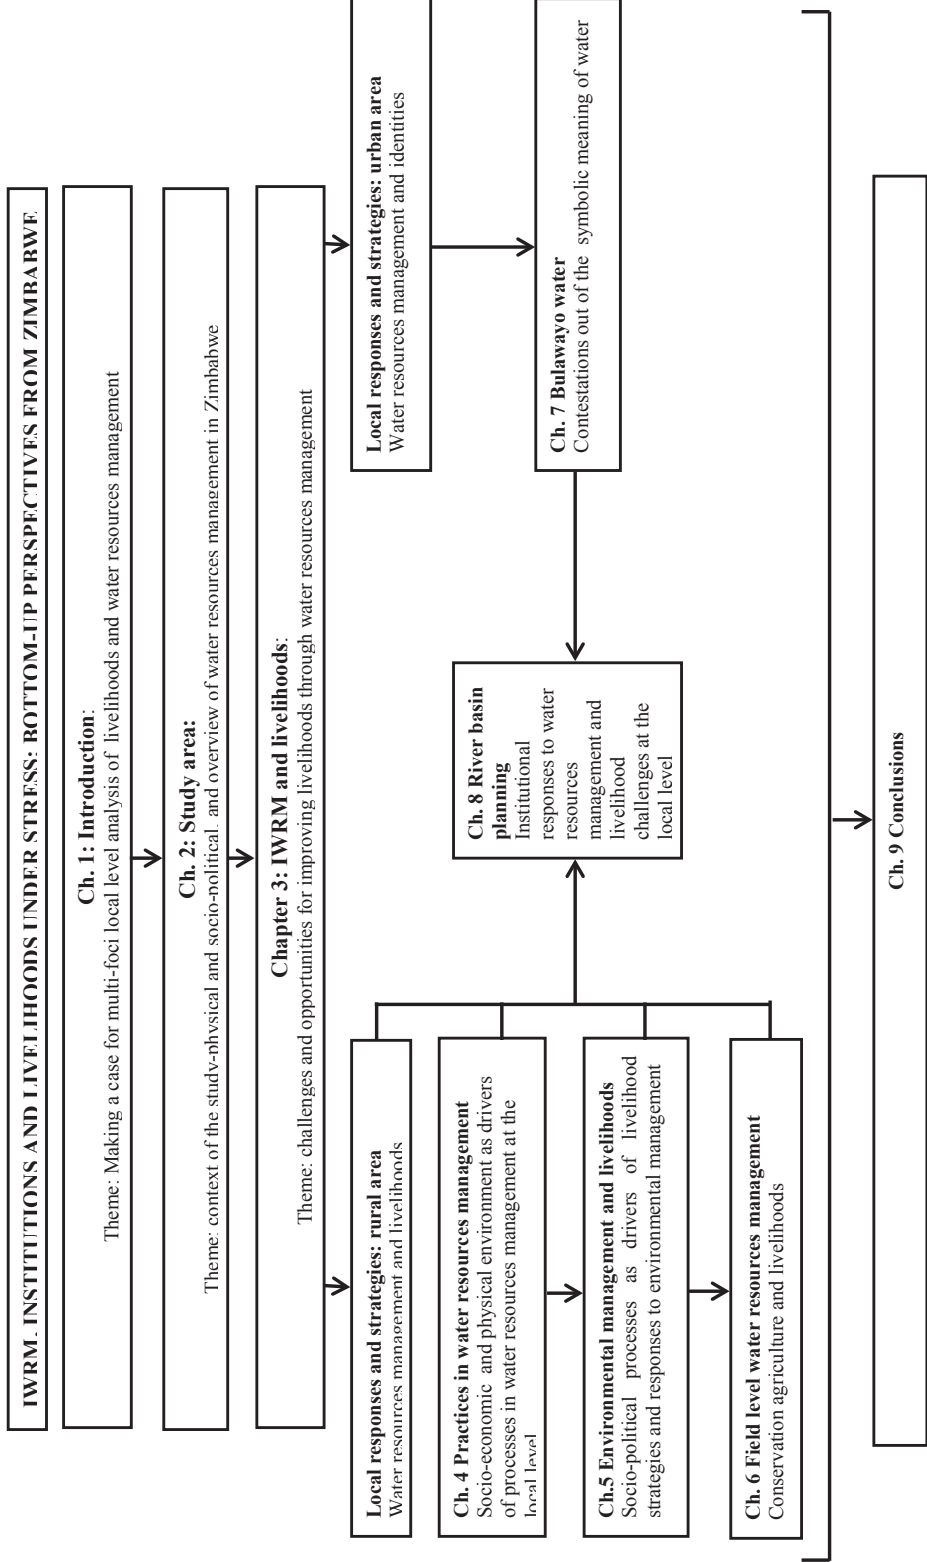 IWRM, INSTITUTIONS AND LIVELIHOODS UNDER STRESS: BOTTOM-UP PERSPECTIVES FROM ZIMBABWE
Ch. 1: Introduction:
Theme: Making a case for multi-foci local level analysis of livelihoods and water resources management
Ch. 2: Study area:
Theme: context of the study-physical and socio-political, and overview of water resources management in Zimbabwe
Chapter 3: IWRM and livelihoods:
Theme: challenges and opportunities for improving livelihoods through water resources management
Local responses and strategies: rural area
Water resources management and livelihoods
Ch. 4 Practices in water resources management
Socio-economic and physical environment as drivers
of processes in water resources management at the
local level
Ch.5 Environmental management and livelihoods
Socio-political processes as drivers of livelihood
strategies and responses to environmental management
Ch. 6 Field level water resources management
Conservation agriculture and livelihoods
Ch. 8 River basin
planning
Institutional
responses to water
resources
management and
livelihood
challenges at the
local level
Local responses and strategies: urban area
Water resources management and identities
Ch. 7 Bulawayo water
Contestations out of the symbolic meaning of water
Ch. 9 Conclusions